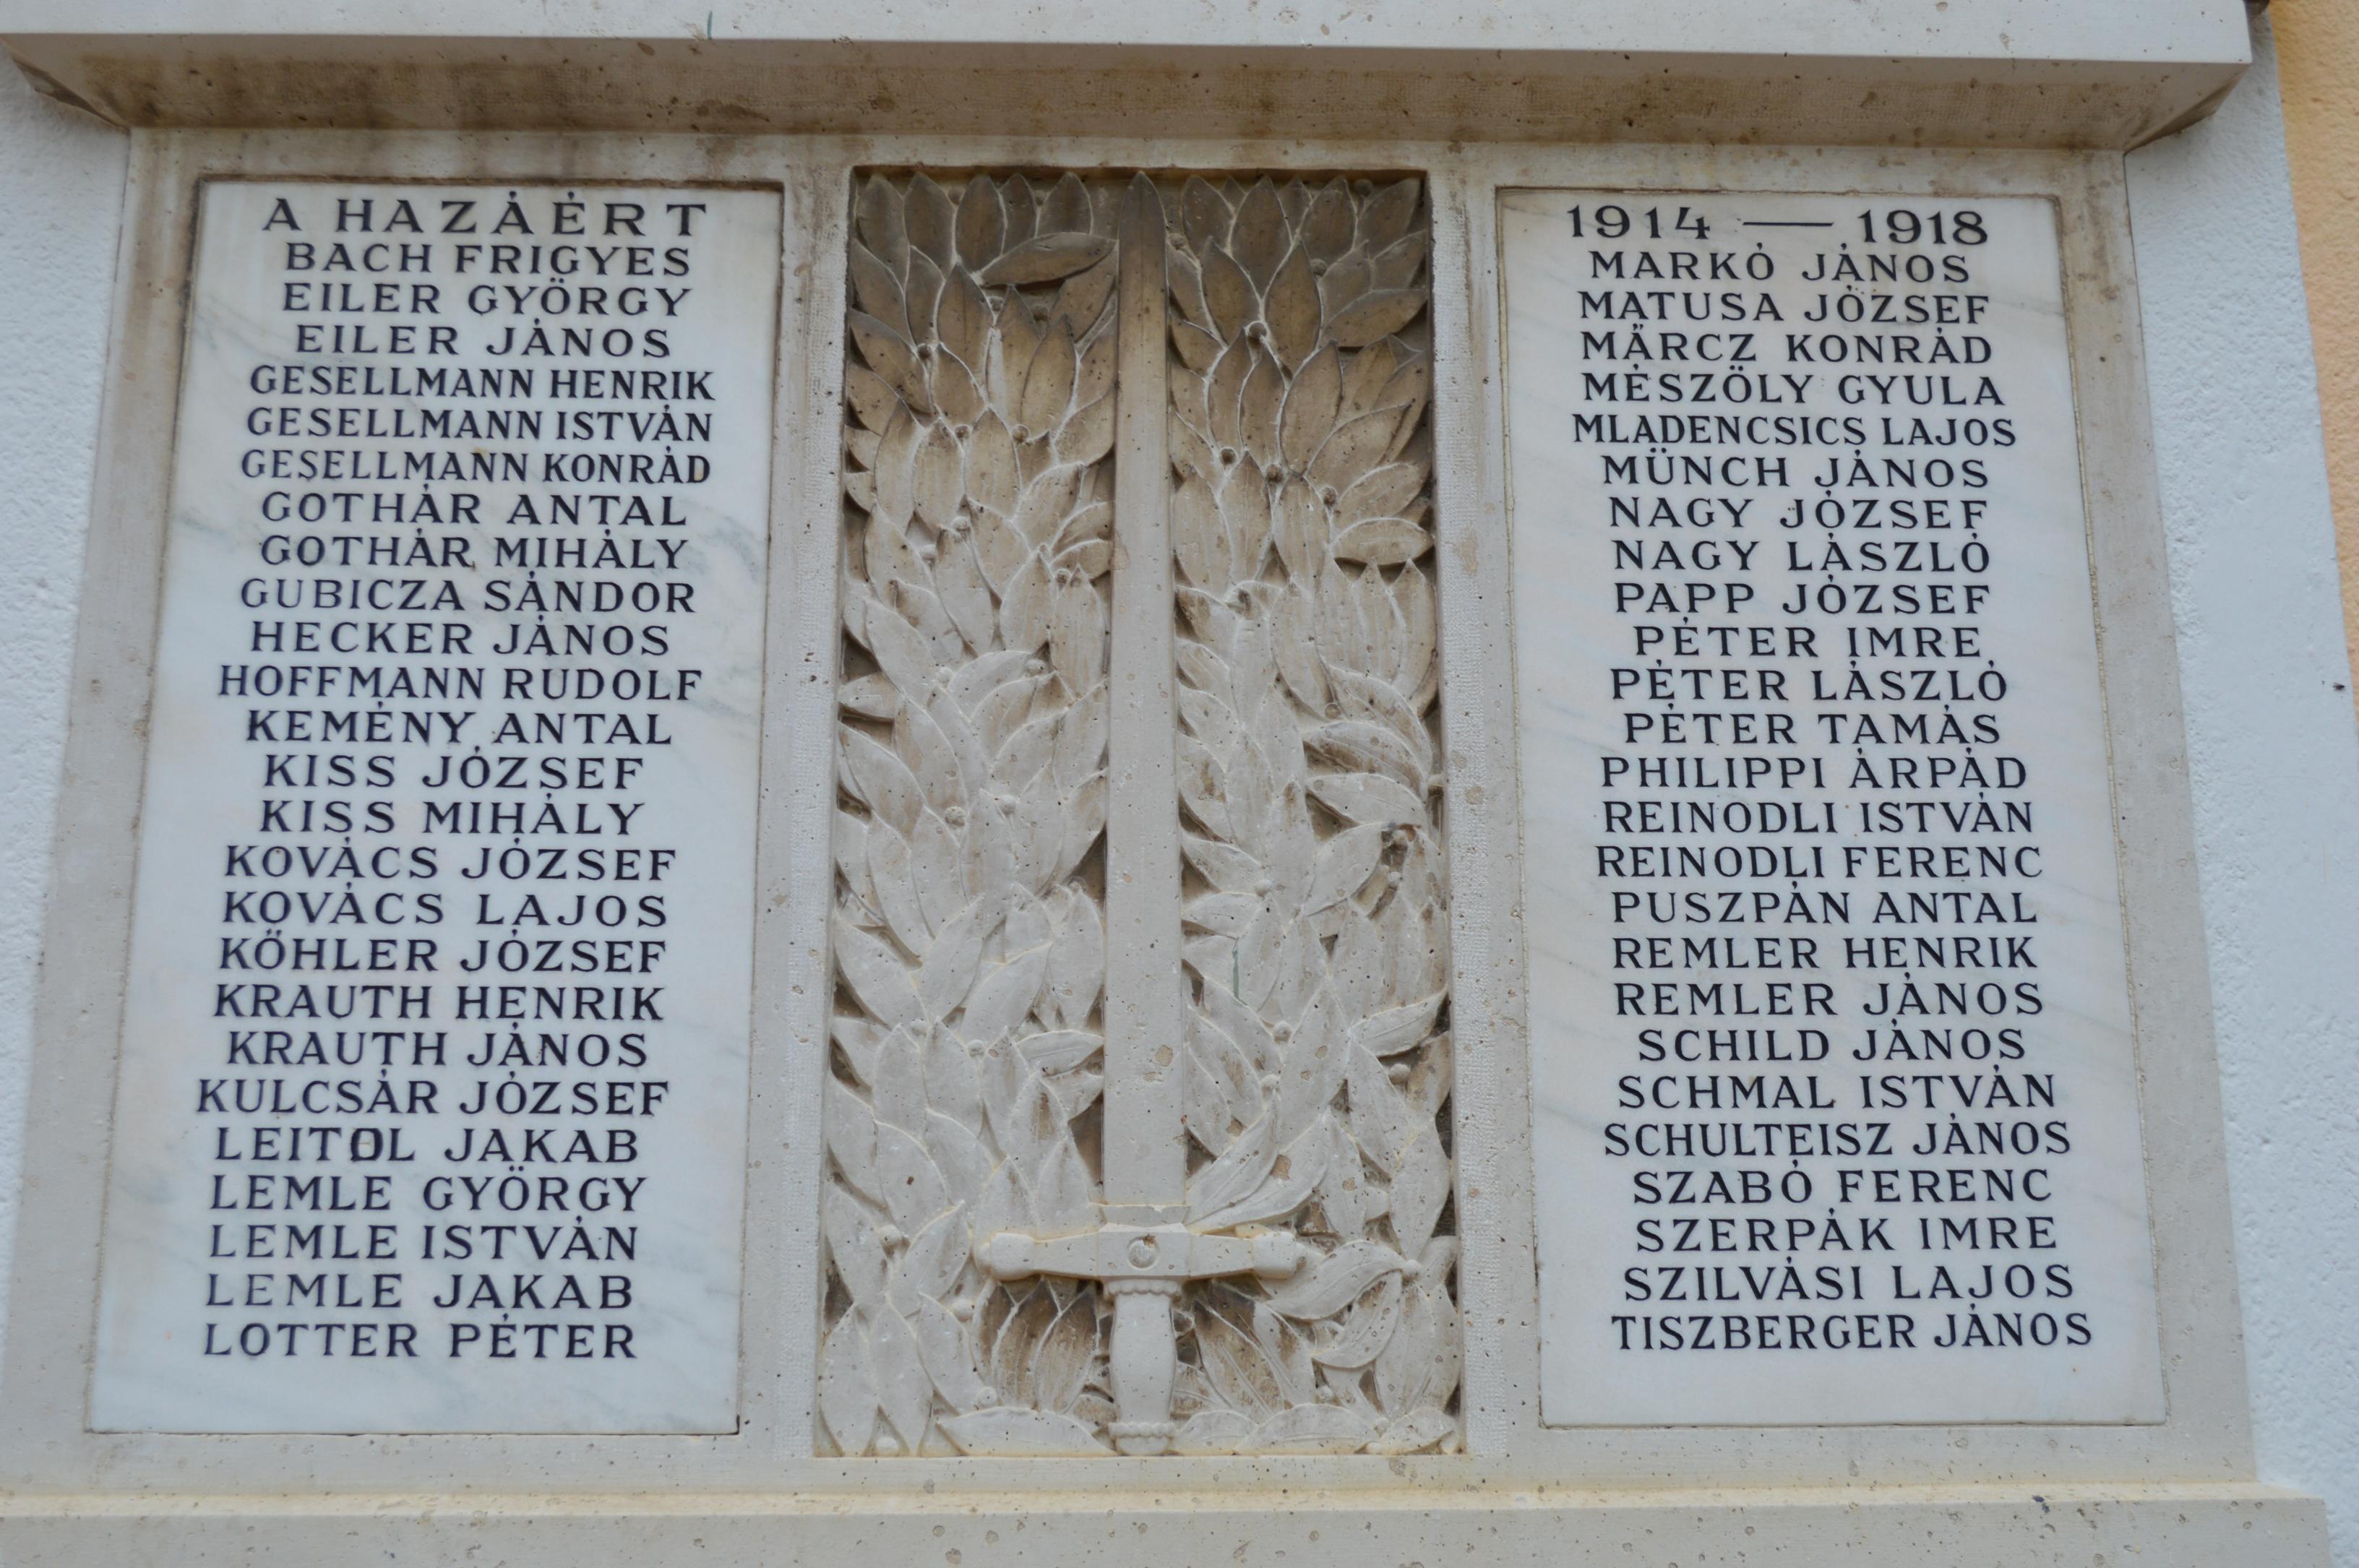 A HAZÁÉRT
BACH FRIGYES
EILER GYÖRGY
EILER JÁNOS
GESELLMANN HENRIK
GESELLMANN ISTVÁN
GESELLMANN KONRÁD
GOTHÁR ANTAL
GOTHÁR MIHÁLY
GUBICZA SÁNDOR
HECKER JÁNOS
HOFFMANN RUDOLF
KEMÉNY ANTAL
KISS JÓZSEF
KISS MIHÁLY
KOVÁCS JÓZSEF
KOVÁCS LAJOS
KÖHLER JÓZSEF
KRAUTH HENRIK
KRAUTH JÁNOS
KULCSÁR JÓZSEF
LEITOL JAKAB
LEMLE GYÖRGY
LEMLE ISTVÁN
LEMLE JAKAB
LOTTER PÉTER
1914 — 1918
MARKÓ JÁNOS
MATUSA JÓZSEF
MÄRCZ KONRÁD
MÉSZÖLY GYULA
MLADENCSICS LAJOS
MÜNCH JÁNOS
NAGY JÓZSEF
NAGY LÁSZLÓ
PAPP JÓZSEF
PÉTER IMRE
PÉTER LÁSZLÓ
PÉTER TAMÁS
PHILIPPI ÁRPÁD
REINODLI ISTVÁN
REINODLI FERENC
PUSZPÁN ANTAL
REMLER HENRIK
REMLER JÁNOS
SCHILD JÁNOS
SCHMAL ISTVÁN
SCHULTEISZ JÁNOS
SZABÓ FERENC
SZERPÁK IMRE
SZILVÁSI LAJOS
TISZBERGER JÁNOS